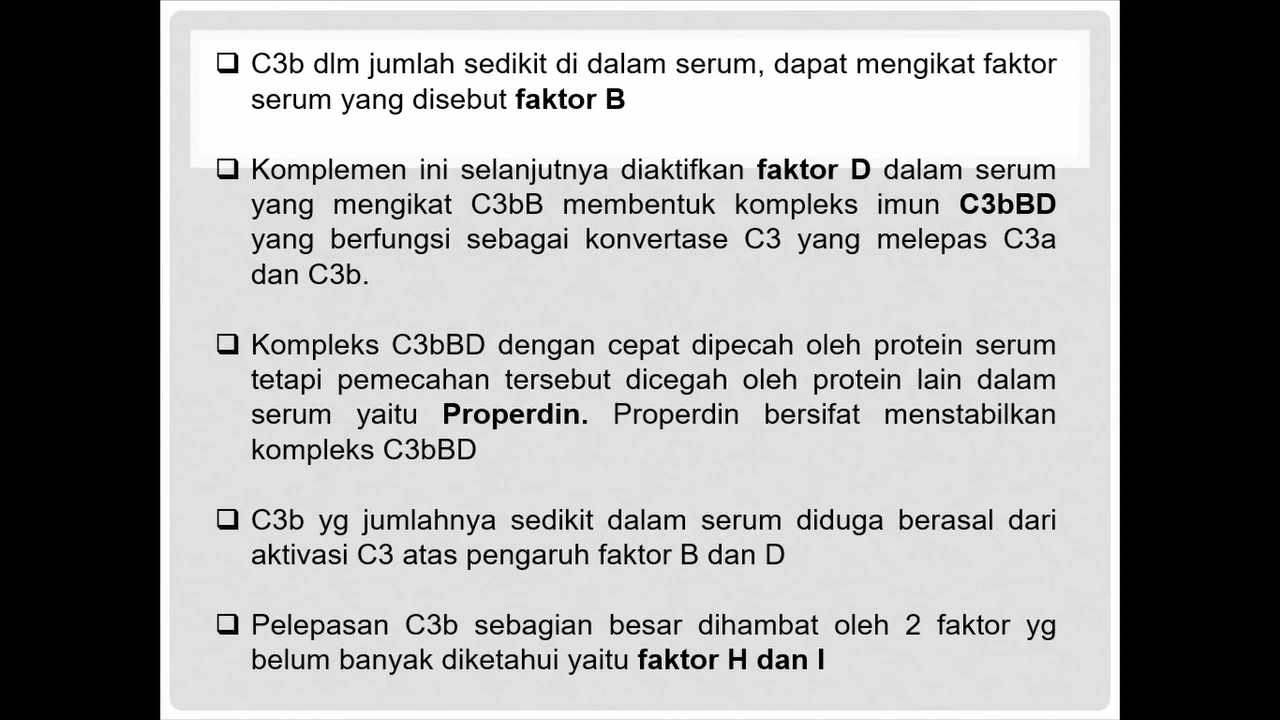 ❑ C3b dlm jumlah sedikit di dalam serum, dapat mengikat faktor
serum yang disebut faktor B
❑ Komplemen ini selanjutnya diaktifkan faktor D dalam serum
yang mengikat C3bB membentuk kompleks imun C3bBD
yang berfungsi sebagai konvertase C3 yang melepas C3a
dan C3b.
❑ Kompleks C3bBD dengan cepat dipecah oleh protein serum
tetapi pemecahan tersebut dicegah oleh protein lain dalam
serum yaitu Properdin. Properdin bersifat menstabilkan
kompleks C3bBD
❑ C3b yg jumlahnya sedikit dalam serum diduga berasal dari
aktivasi C3 atas pengaruh faktor B dan D
❑ Pelepasan C3b sebagian besar dihambat oleh 2 faktor yg
belum banyak diketahui yaitu faktor H dan I